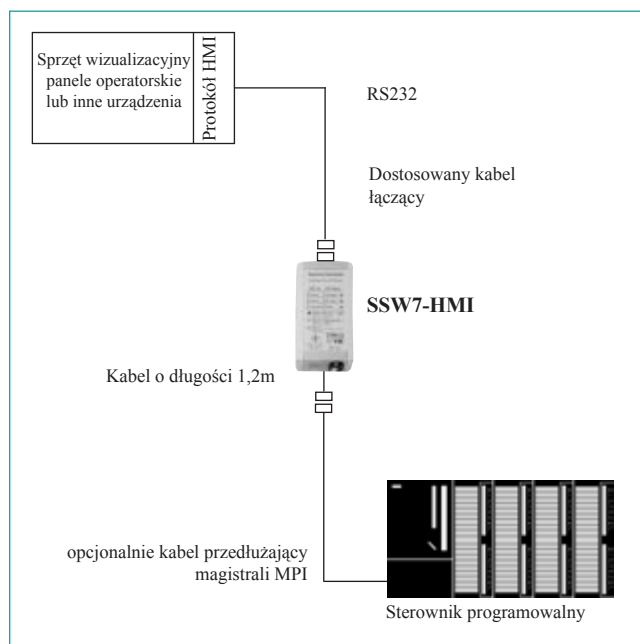 Sprzęt wizualizacyjny
panele operatorskie
lub inne urządzenia
Protokół HMI
RS232
Dostosowany kabel
łączący
SSW7-HMI
Kabel o długości 1,2m
opcjonalnie kabel przedłużający
magistrali MPI
Sterownik programowalny